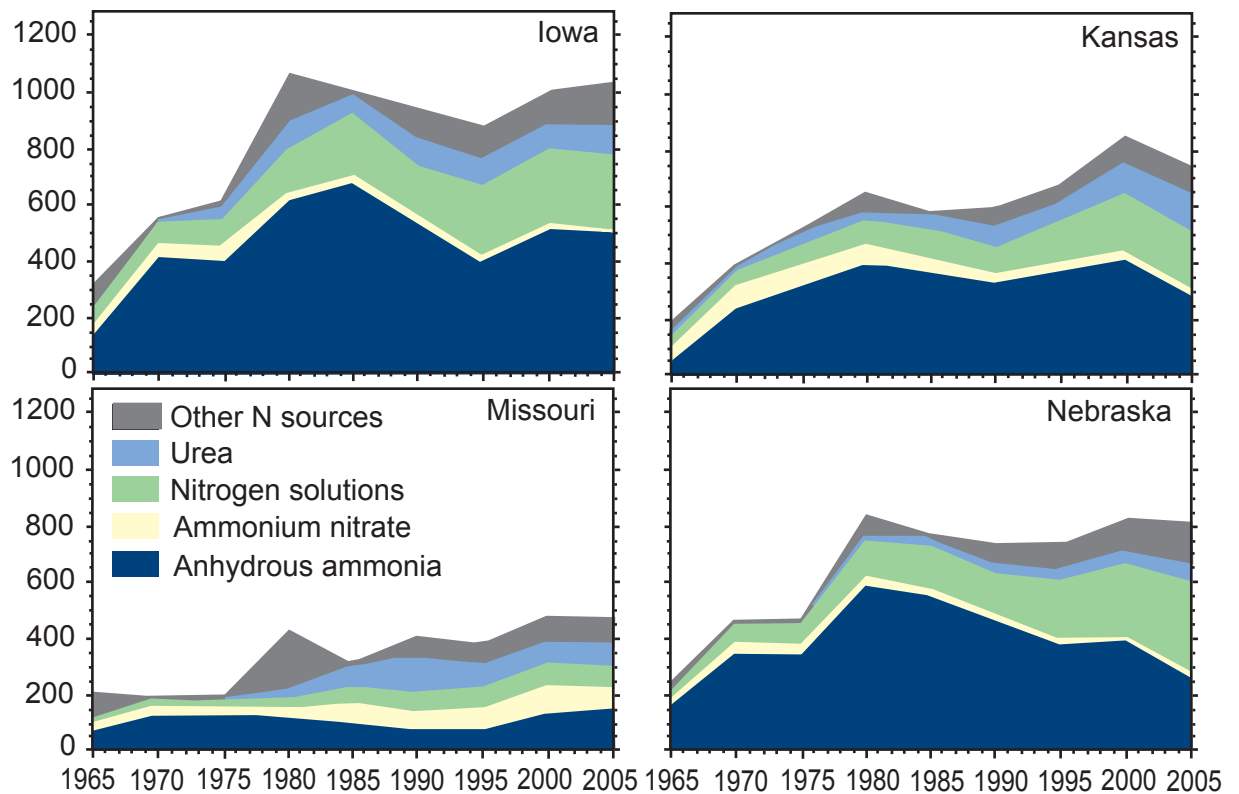 Iowa
Kansas
1200
1000
800
600
400
200
0
Missouri
Nebraska
1200
1000
800
600
400
200
0
Other N sources
Urea
Nitrogen solutions
Ammonium nitrate
Anhydrous ammonia
1965 1970 1975 1980 1985 1990 1995 2000 2005
1965 1970 1975 1980 1985 1990 1995 2000 2005